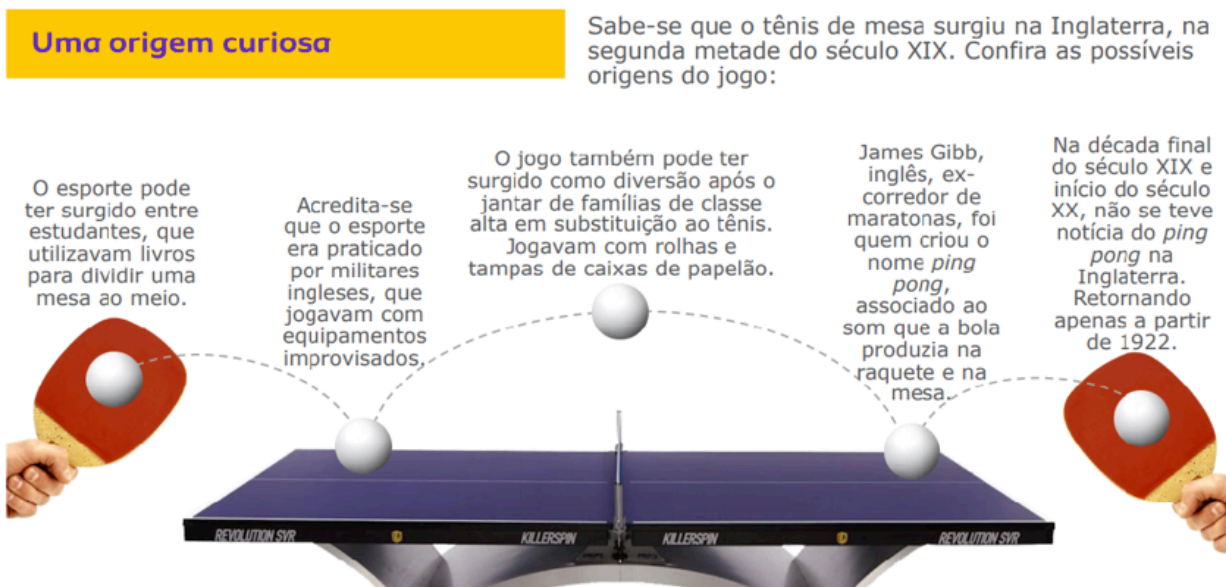 Uma origem curiosa
Sabe-se que o tênis de mesa surgiu na Inglaterra, na
segunda metade do século XIX. Confira as possíveis
origens do jogo:
O esporte pode
ter surgido entre
estudantes, que
utilizavam livros
para dividir uma
mesa ao meio.
Acredita-se
que o esporte
era praticado
por militares
ingleses, que
jogavam com
equipamentos
improvisados.
O jogo também pode ter
surgido como diversão após o
jantar de famílias de classe
alta em substituição ao tênis.
Jogavam com rolhas e
tampas de caixas de papelão.
James Gibb,
inglês, ex-
corredor de
maratonas, foi
quem criou o
nome ping
pong,
associado ao
som que a bola
produzia na
raquete e na
mesa.
Na década final
do século XIX e
início do século
XX, não se teve
notícia do ping
pong na
Inglaterra.
Retornando
apenas a partir
de 1922.
REVOLUTION SVR KILLERSPIN KILLERSPIN REVOLUTION SVR